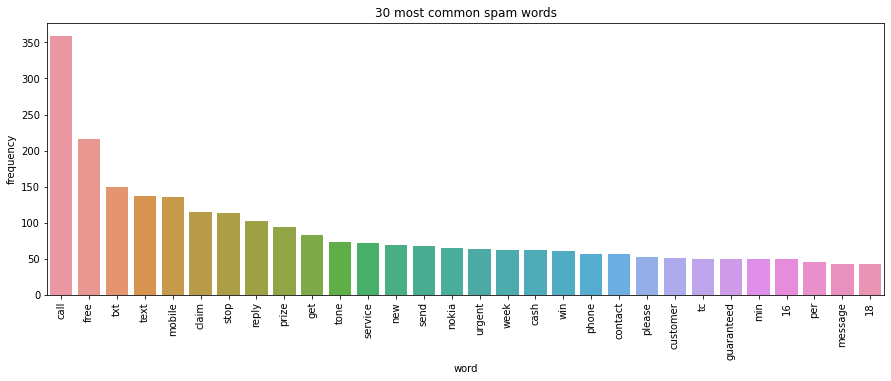 30 most common spam words
frequency
350
300
250
200
150
100
50
0
call
free
txt
text
mobile
claim
stop
reply
prize
get
tone
service
new
send
nokia
urgent
week
cash
win
phone
contact
please
customer
tc
guaranteed
min
16
per
message
18
word